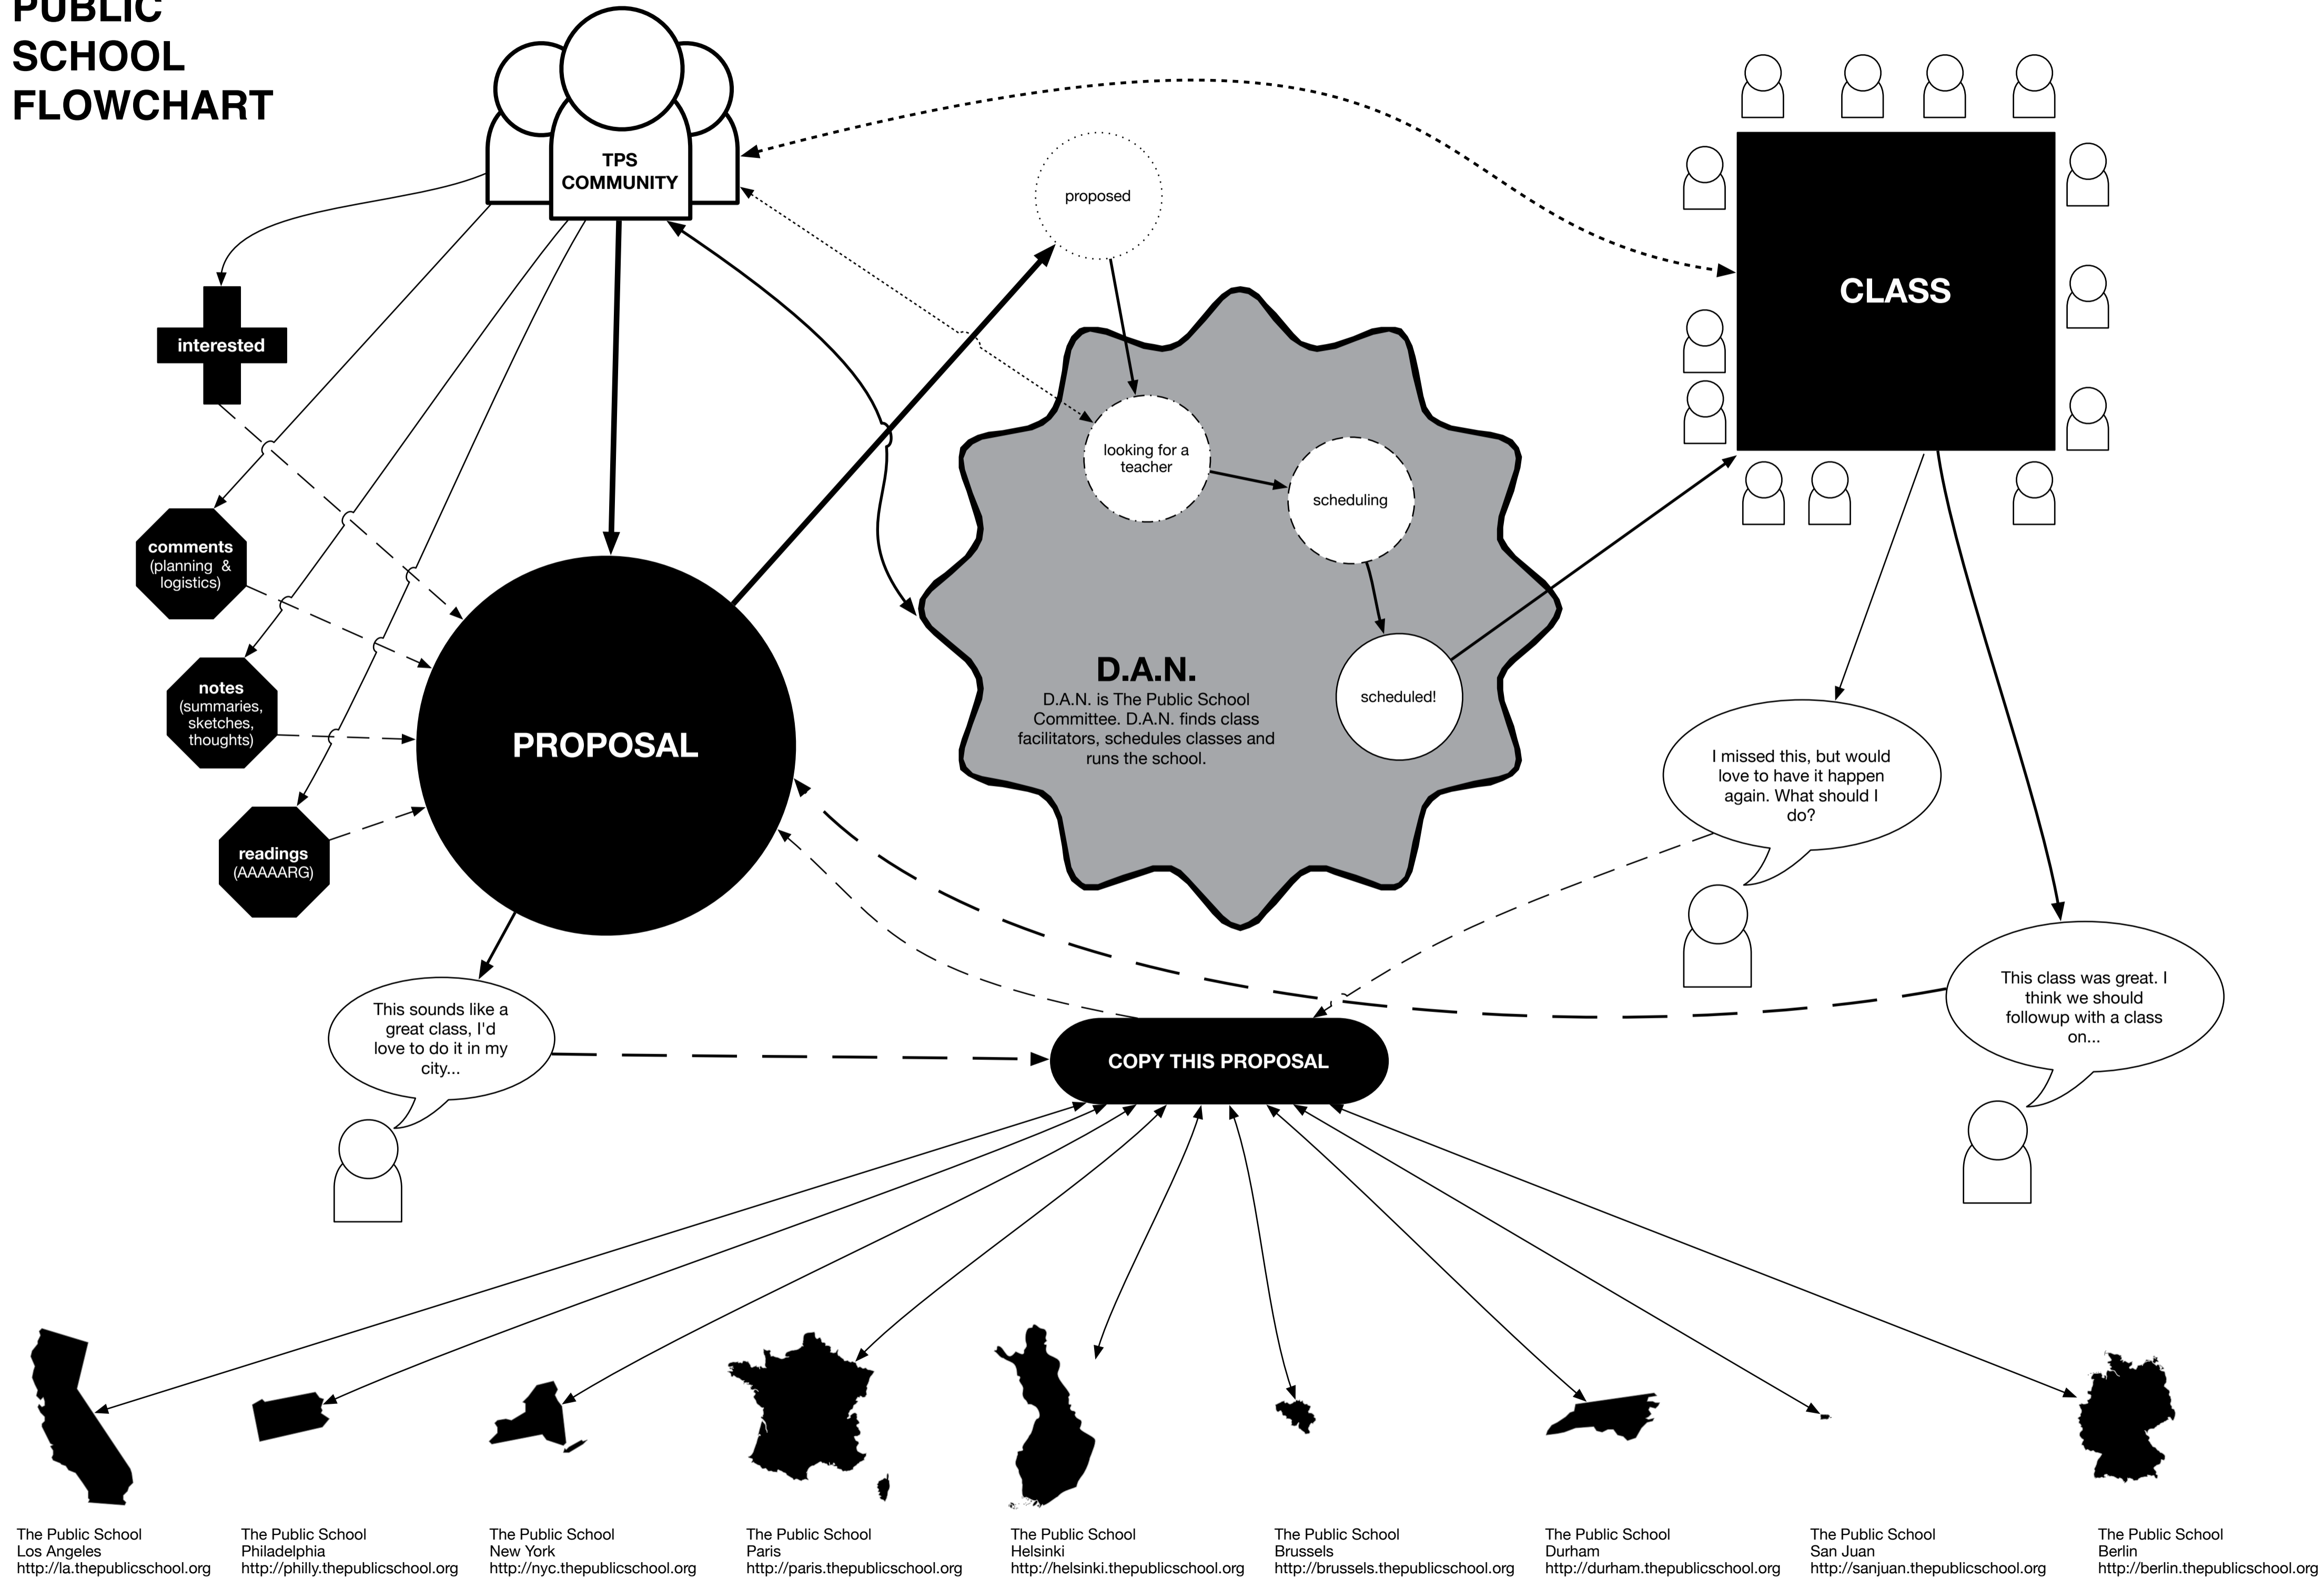 PUBLIC
SCHOOL
FLOWCHART
TPS
COMMUNITY
proposed
CLASS
interested
looking for a
teacher
scheduling
comments
(planning & 
logistics)
D.A.N.
D.A.N. is The Public School
Committee. D.A.N. finds class
facilitators, schedules classes and
runs the school.
scheduled!
notes
(summaries,
sketches,
thoughts)
PROPOSAL
I missed this, but would
love to have it happen
again. What should I
do?
readings
(AAAAARG)
This sounds like a
great class, I'd
love to do it in my
city...
This class was great. I
think we should
followup with a class
on...
COPY THIS PROPOSAL
The Public School
Los Angeles
http://la.thepublicschool.org
The Public School
Philadelphia
http://philly.thepublicschool.org
The Public School
New York
http://nyc.thepublicschool.org
The Public School
Paris
http://paris.thepublicschool.org
The Public School
Helsinki
http://helsinki.thepublicschool.org
The Public School
Brussels
http://brussels.thepublicschool.org
The Public School
Durham
http://durham.thepublicschool.org
The Public School
San Juan
http://sanjuan.thepublicschool.org
The Public School
Berlin
http://berlin.thepublicschool.org